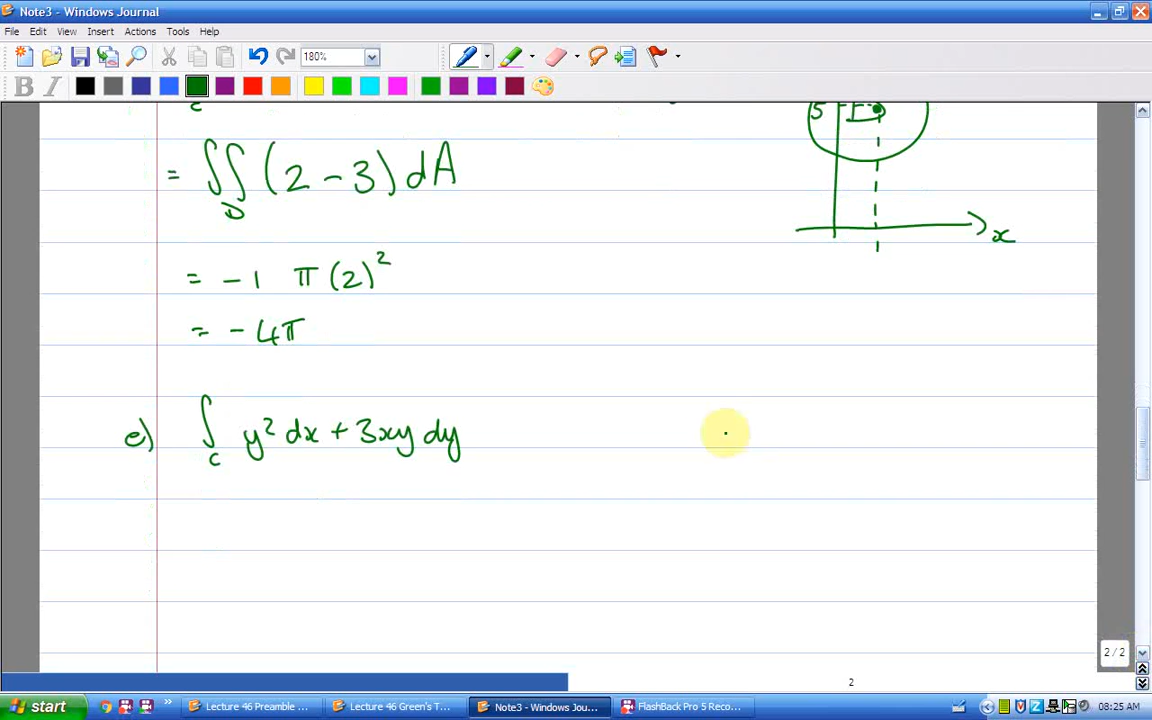 Note3 - Windows Journal
File Edit View Insert Actions Tools Help
180%
B I
c
5
= ∬ (2 - 3) dA
D
x
= -1 π (2)²
= -4π
e) ∫ y² dx + 3xy dy
c
2 / 2
2
start Lecture 46 Preamble ... Lecture 46 Green's T... Note3 - Windows Jou... FlashBack Pro 5 Reco... 08:25 AM